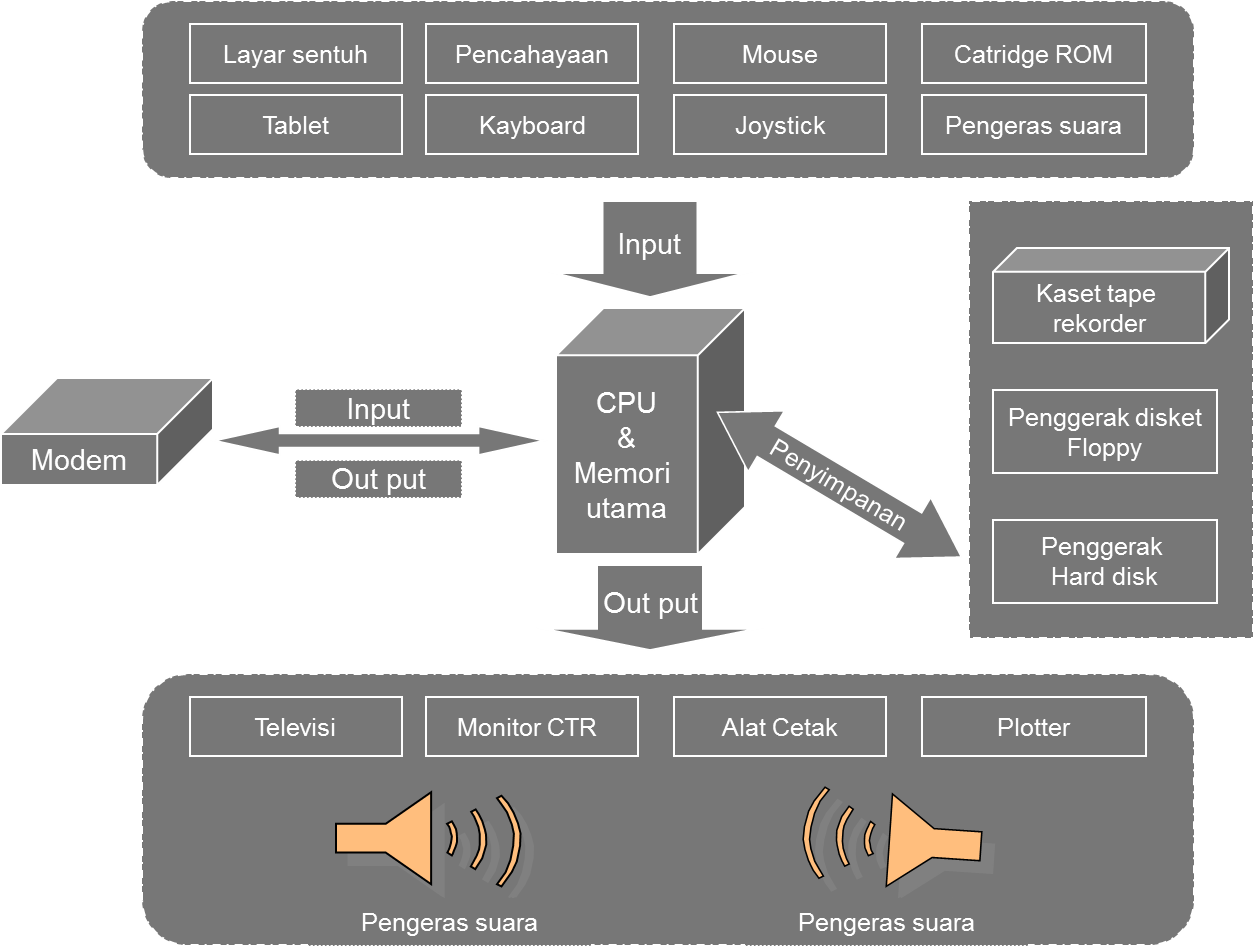 Layar sentuh
Pencahayaan
Mouse
Catridge ROM
Tablet
Kayboard
Joystick
Pengeras suara
Input
Kaset tape
rekorder
Penggerak disket
Floppy
Penggerak
Hard disk
Modem
Input
Out put
CPU
&
Memori
utama
Penyimpanan
Out put
Televisi
Monitor CTR
Alat Cetak
Plotter
Pengeras suara
Pengeras suara